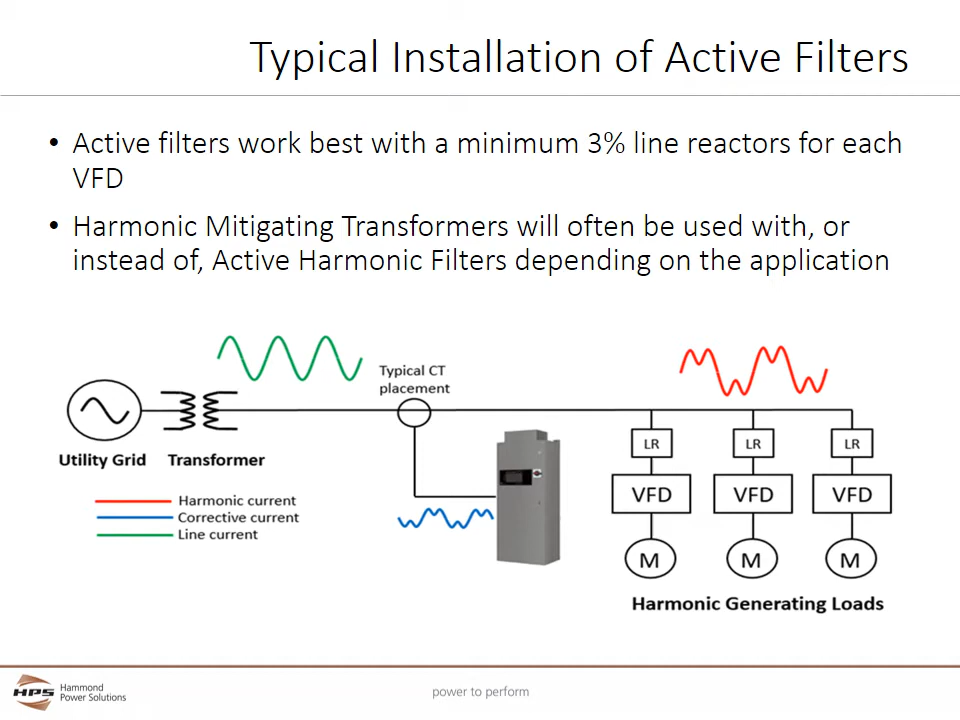 Typical Installation of Active Filters
• Active filters work best with a minimum 3% line reactors for each
VFD
• Harmonic Mitigating Transformers will often be used with, or
instead of, Active Harmonic Filters depending on the application
Typical CT
placement
Utility Grid
Transformer
LR
LR
LR
VFD
VFD
VFD
M
M
M
Harmonic Generating Loads
Harmonic current
Corrective current
Line current
HPS
Hammond
Power Solutions
power to perform